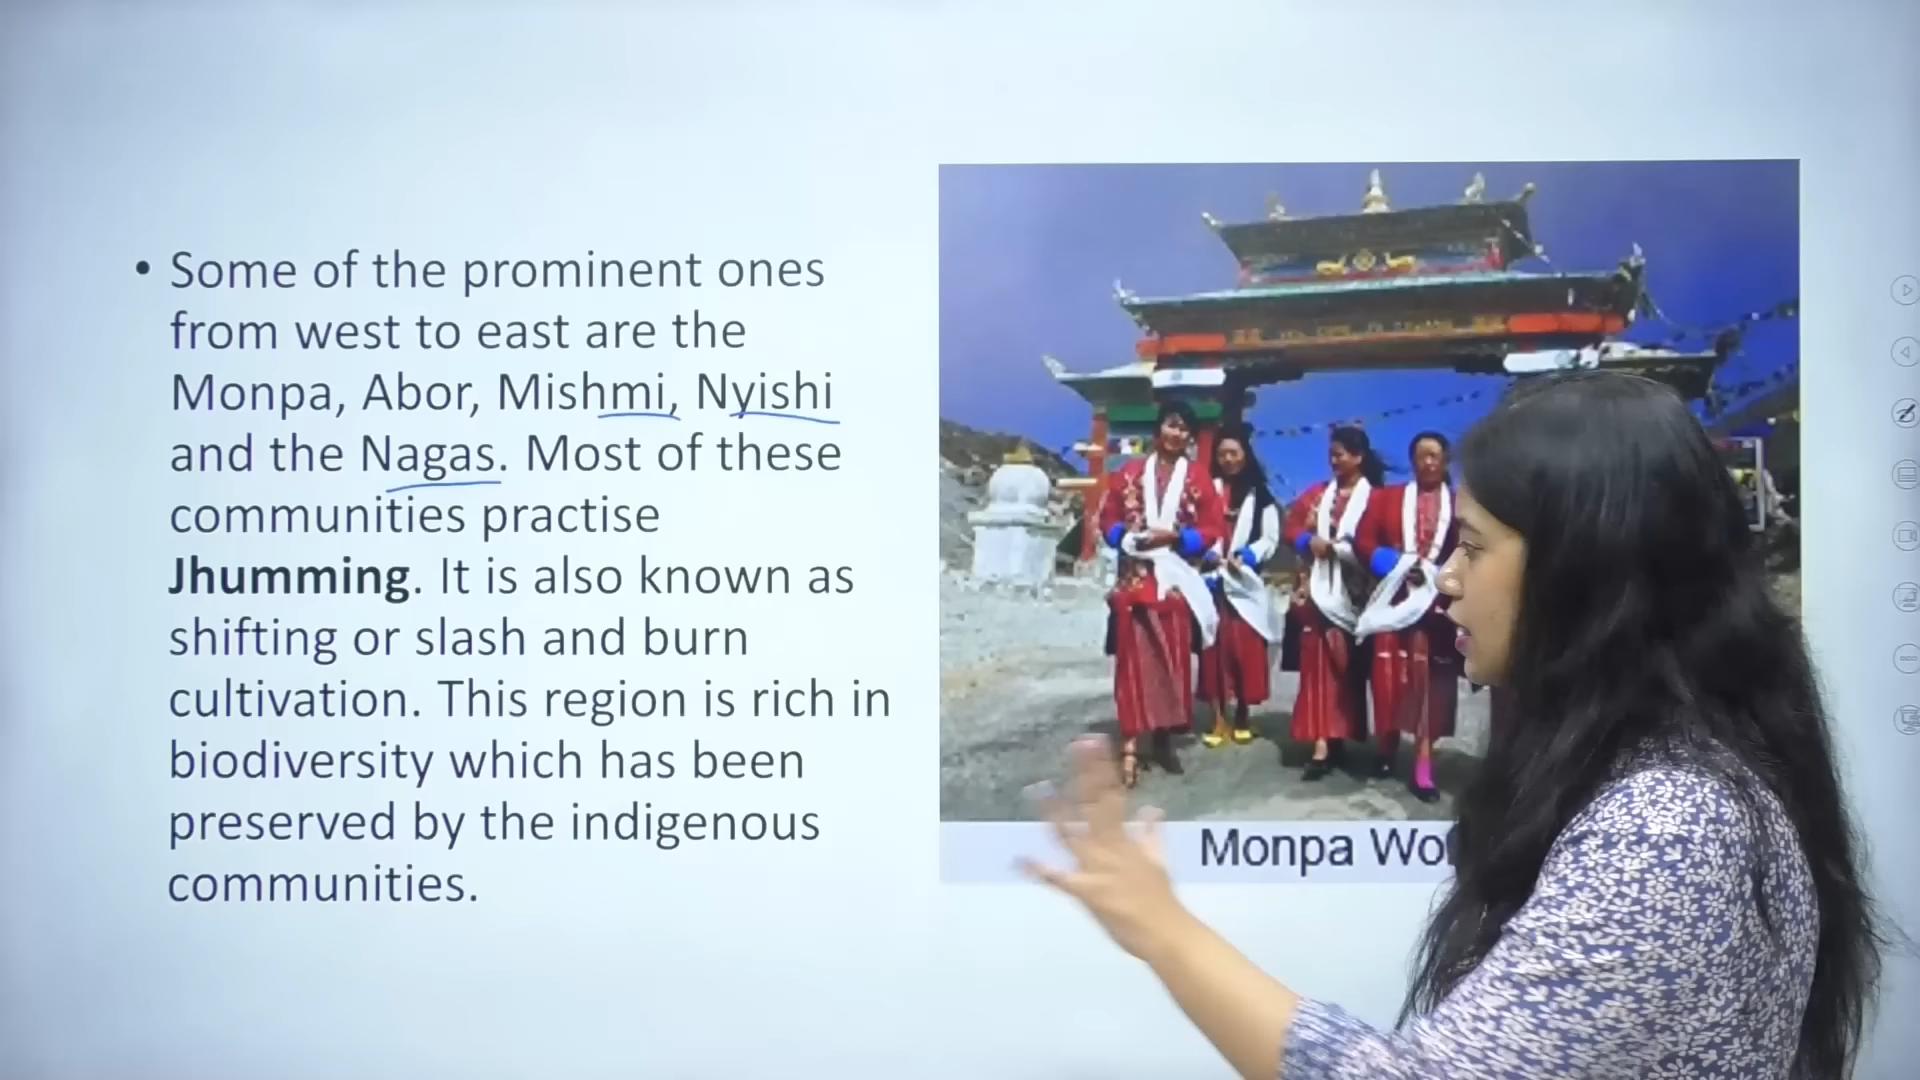 • Some of the prominent ones
from west to east are the
Monpa, Abor, Mishmi, Nyishi
and the Nagas. Most of these
communities practise
Jhumming. It is also known as
shifting or slash and burn
cultivation. This region is rich in
biodiversity which has been
preserved by the indigenous
communities.
Monpa